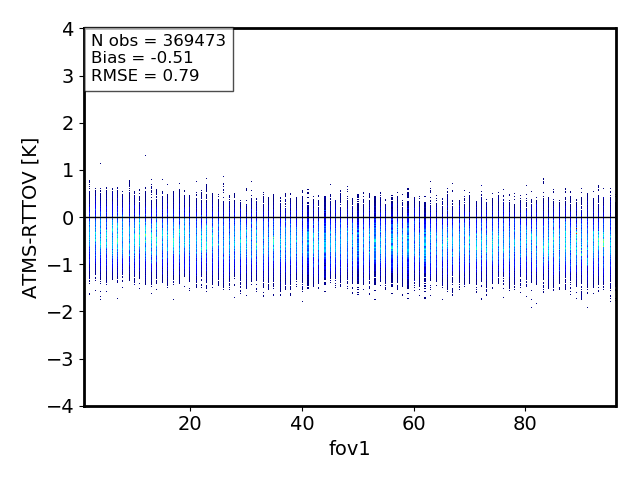 N obs = 369473
Bias = -0.51
RMSE = 0.79
4
3
2
1
0
−1
−2
−3
−4
ATMS-RTTOV [K]
20 40 60 80
fov1